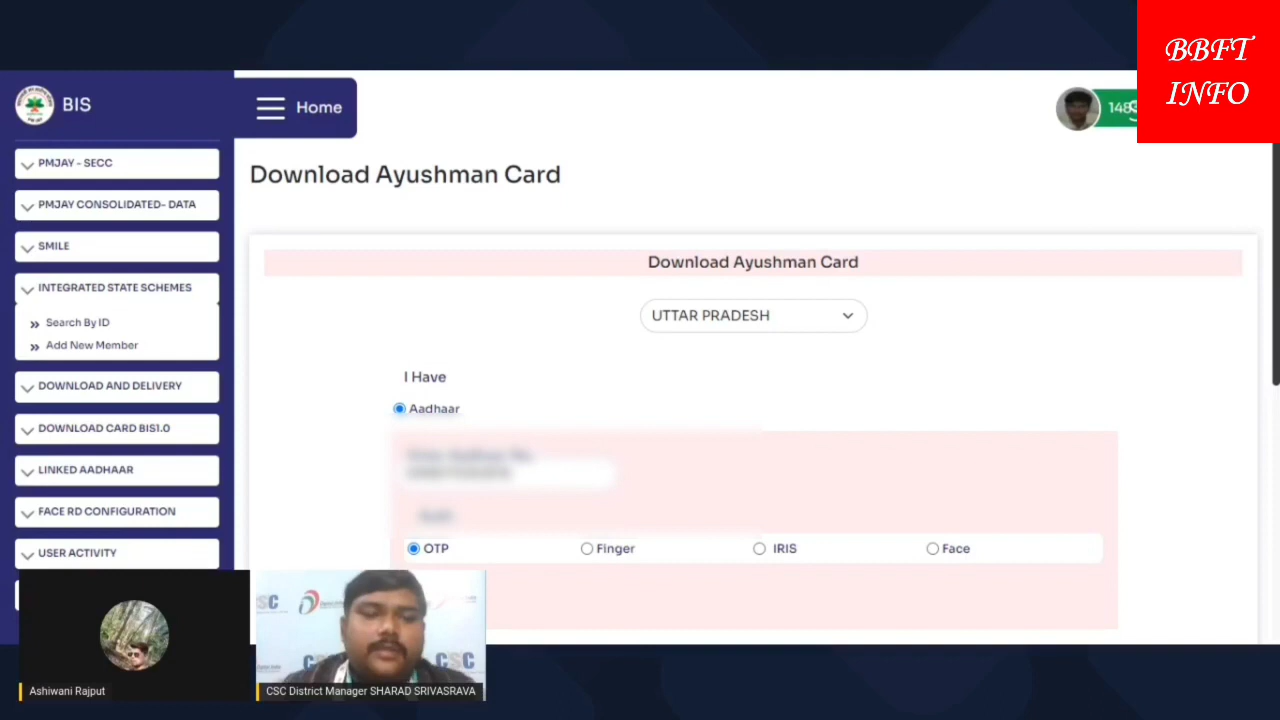 BBFT
INFO
BIS
Home
148
Download Ayushman Card
PMJAY - SECC
PMJAY CONSOLIDATED- DATA
SMILE
INTEGRATED STATE SCHEMES
Search By ID
Add New Member
DOWNLOAD AND DELIVERY
DOWNLOAD CARD BIS1.0
LINKED AADHAAR
FACE RD CONFIGURATION
USER ACTIVITY
Download Ayushman Card
UTTAR PRADESH
I Have
Aadhaar
OTP
Finger
IRIS
Face
CSC
Ashiwani Rajput
CSC District Manager SHARAD SRIVASRAVA